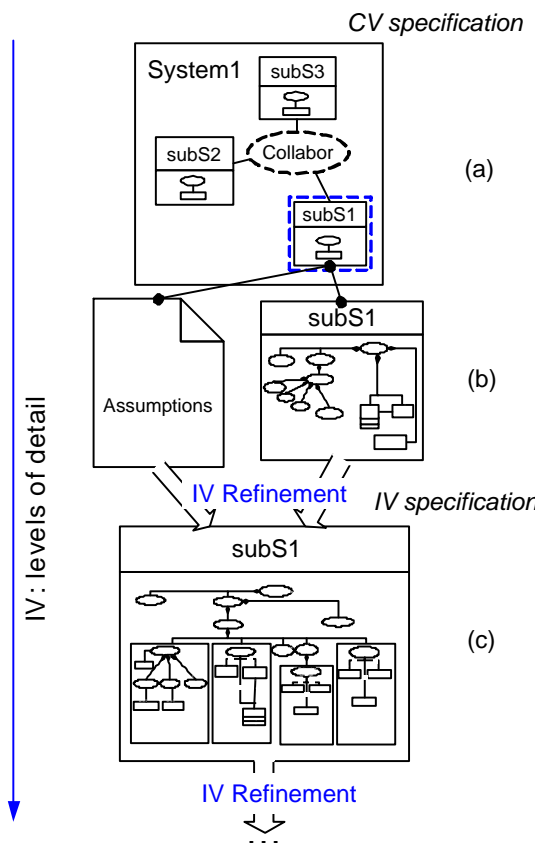 CV specification
System1
subS3
subS2
Collabor
(a)
subS1
subS1
Assumptions
(b)
IV Refinement
IV specification
subS1
(c)
IV: levels of detail
IV Refinement
...